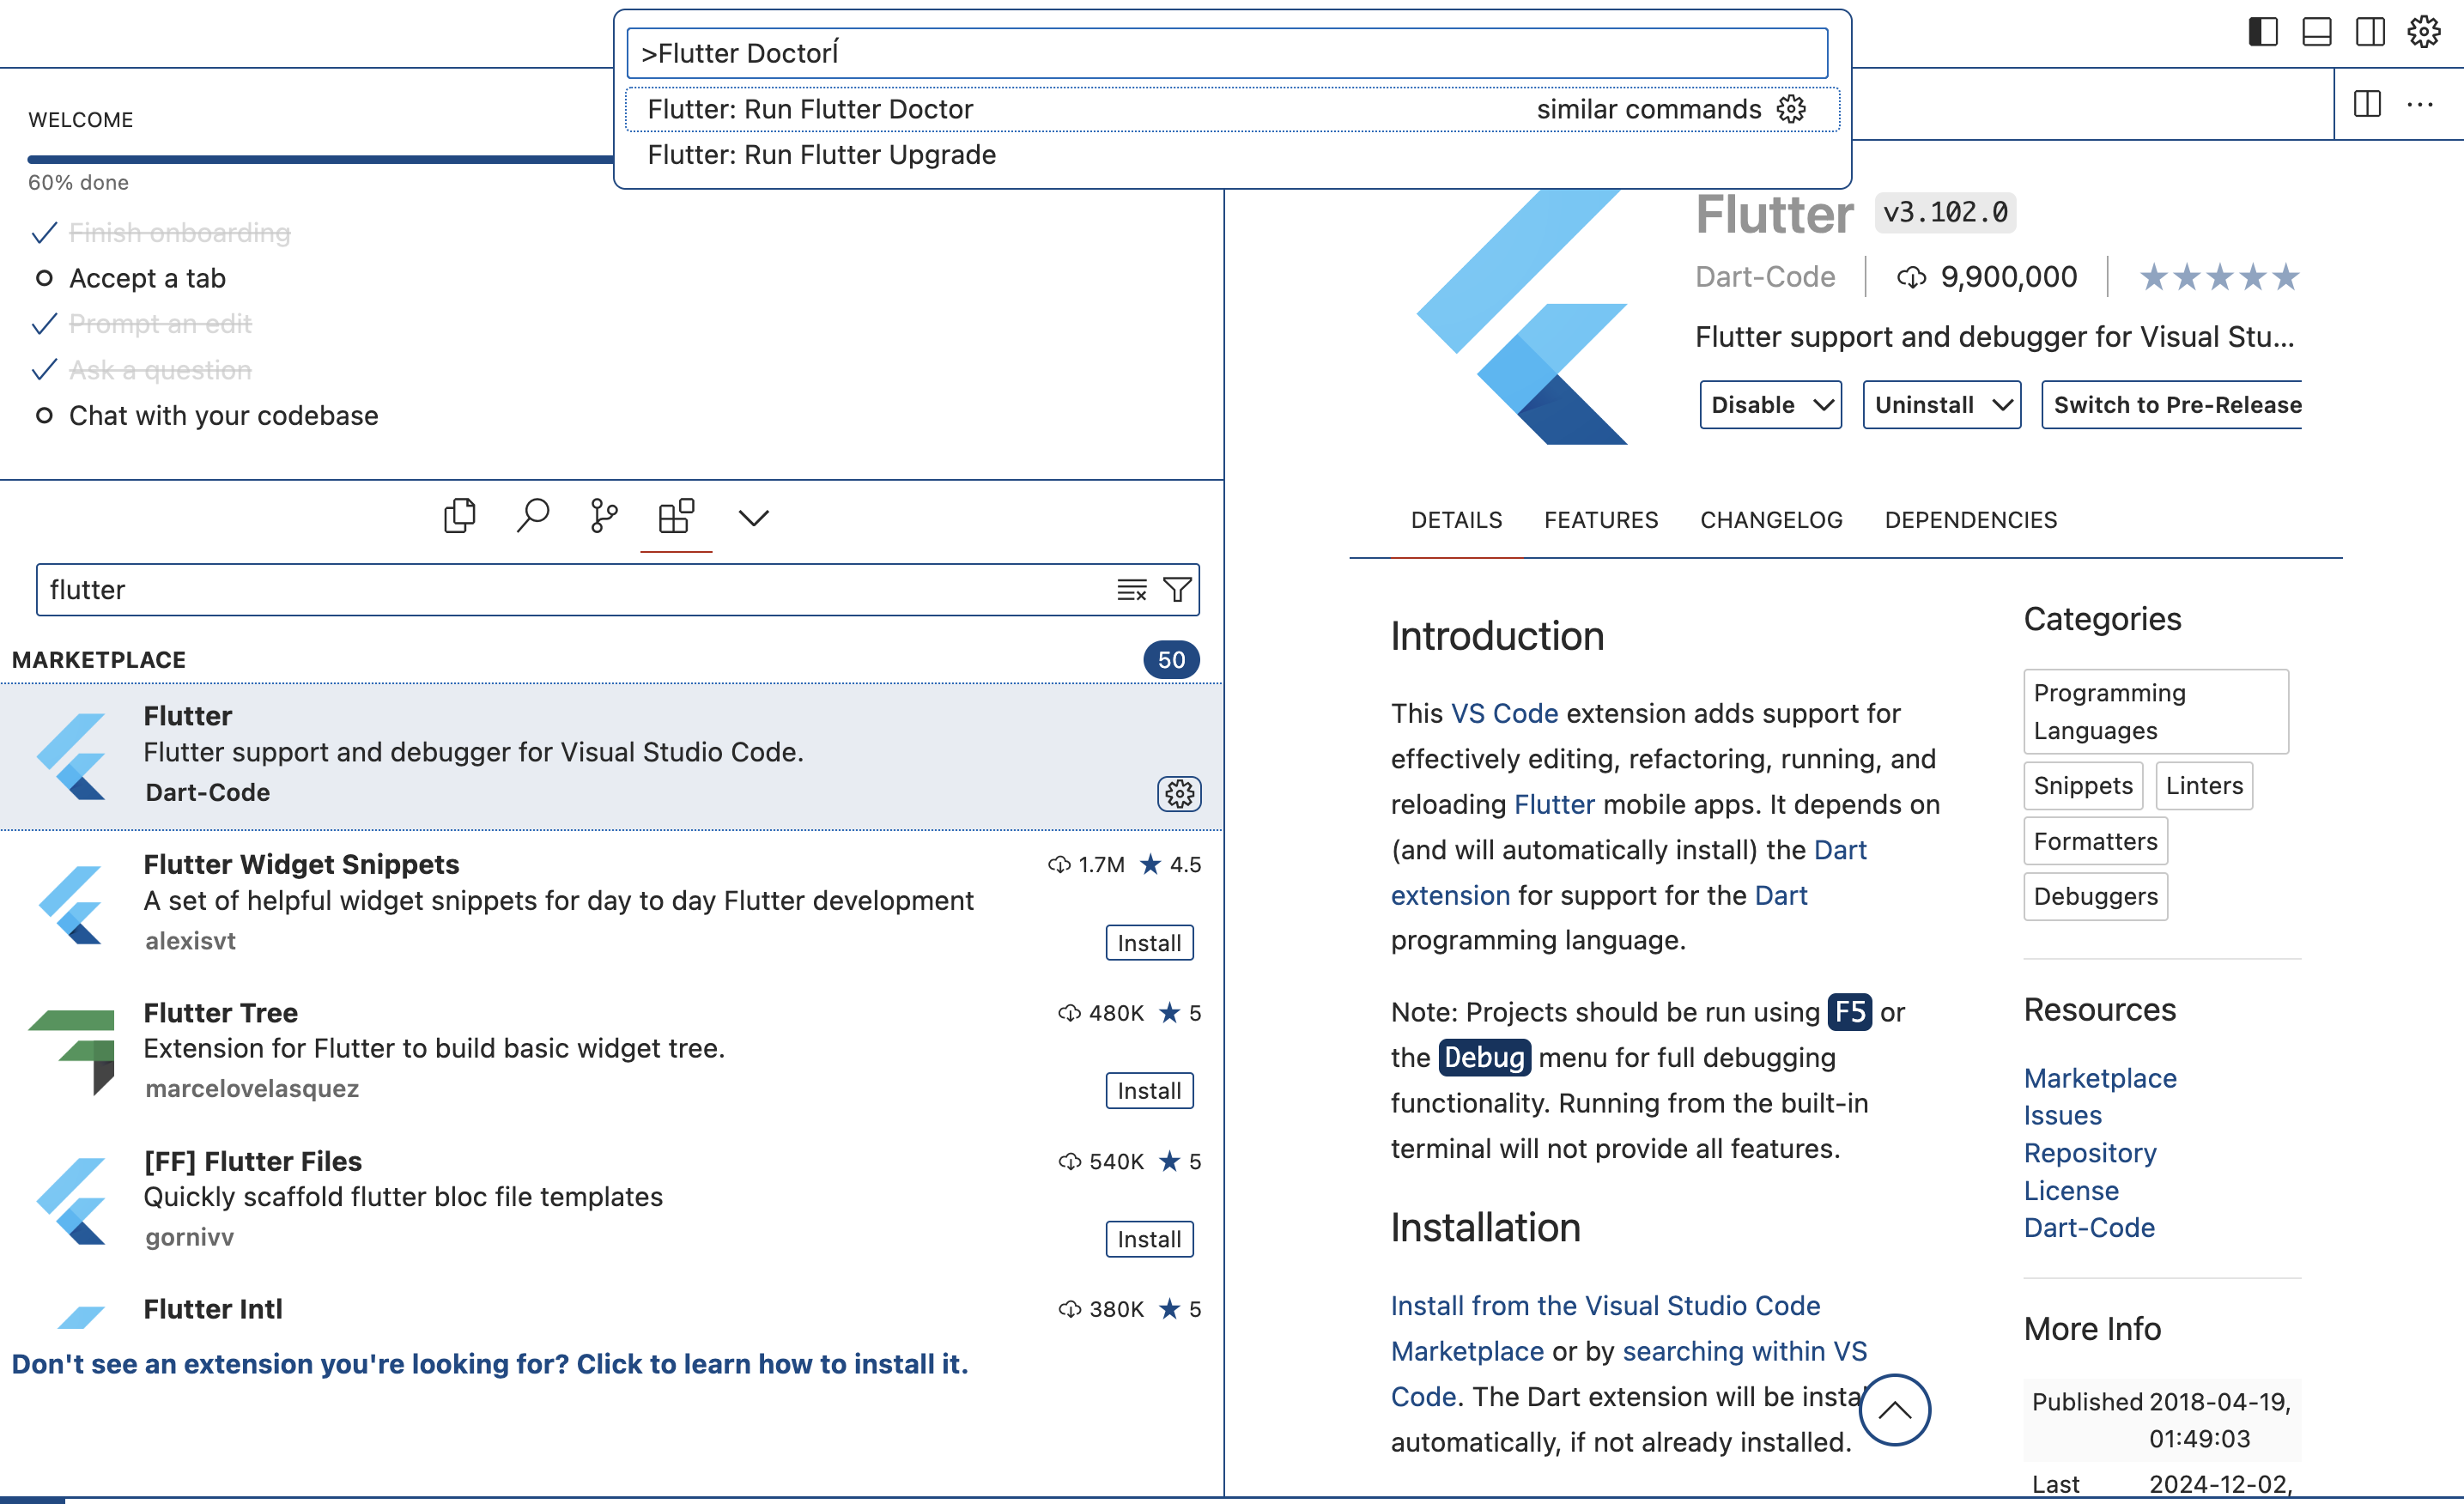 >Flutter DoctorÍ
Flutter: Run Flutter Doctor similar commands
Flutter: Run Flutter Upgrade
WELCOME
60% done
Finish onboarding
Accept a tab
Prompt an edit
Ask a question
Chat with your codebase
flutter
MARKETPLACE 50
Flutter
Flutter support and debugger for Visual Studio Code.
Dart-Code
Flutter Widget Snippets 1.7M ★ 4.5
A set of helpful widget snippets for day to day Flutter development
alexisvt Install
Flutter Tree 480K ★ 5
Extension for Flutter to build basic widget tree.
marcelovelasquez Install
[FF] Flutter Files 540K ★ 5
Quickly scaffold flutter bloc file templates
gornivv Install
Flutter Intl 380K ★ 5
Don't see an extension you're looking for? Click to learn how to install it.
Flutter v3.102.0
Dart-Code 9,900,000 ★★★★★
Flutter support and debugger for Visual Stu...
Disable Uninstall Switch to Pre-Release
DETAILS FEATURES CHANGELOG DEPENDENCIES
Introduction
This VS Code extension adds support for
effectively editing, refactoring, running, and
reloading Flutter mobile apps. It depends on
(and will automatically install) the Dart
extension for support for the Dart
programming language.
Note: Projects should be run using F5 or
the Debug menu for full debugging
functionality. Running from the built-in
terminal will not provide all features.
Installation
Install from the Visual Studio Code
Marketplace or by searching within VS
Code. The Dart extension will be insta
automatically, if not already installed.
Categories
Programming
Languages
Snippets Linters
Formatters
Debuggers
Resources
Marketplace
Issues
Repository
License
Dart-Code
More Info
Published 2018-04-19,
01:49:03
Last 2024-12-02,